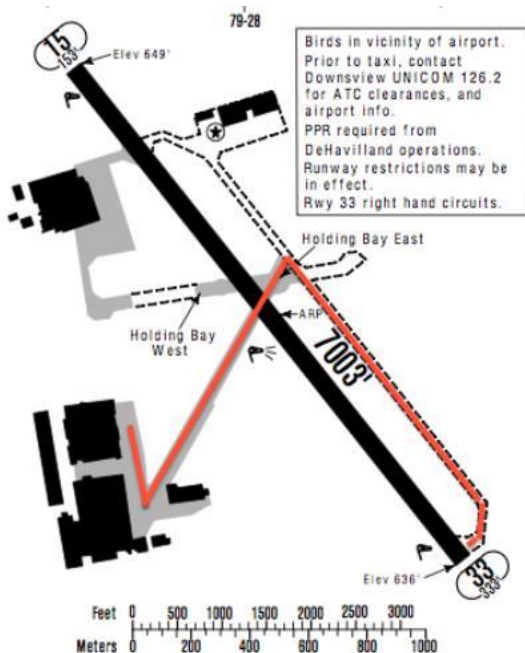 79-28
15
153°
Elev 649'
Birds in vicinity of airport.
Prior to taxi, contact
Downsview UNICOM 126.2
for ATC clearances, and
airport info.
PPR required from
DeHavilland operations.
Runway restrictions may be
in effect.
Rwy 33 right hand circuits.
Holding Bay East
ARP
Holding Bay
West
7003'
33
333°
Elev 636'
Feet 0 500 1000 1500 2000 2500 3000
Meters 0 200 400 600 800 1000